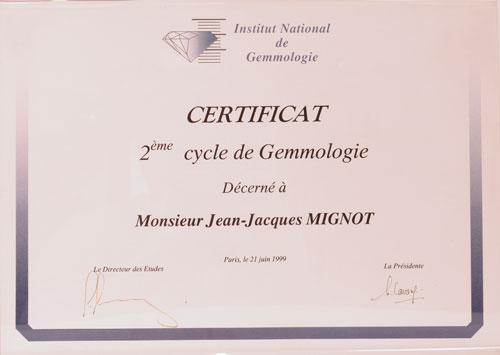 Institut National
de
Gemmologie
CERTIFICAT
2ème cycle de Gemmologie
Décerné à
Monsieur Jean-Jacques MIGNOT
Paris, le 21 juin 1999
Le Directeur des Etudes
La Présidente